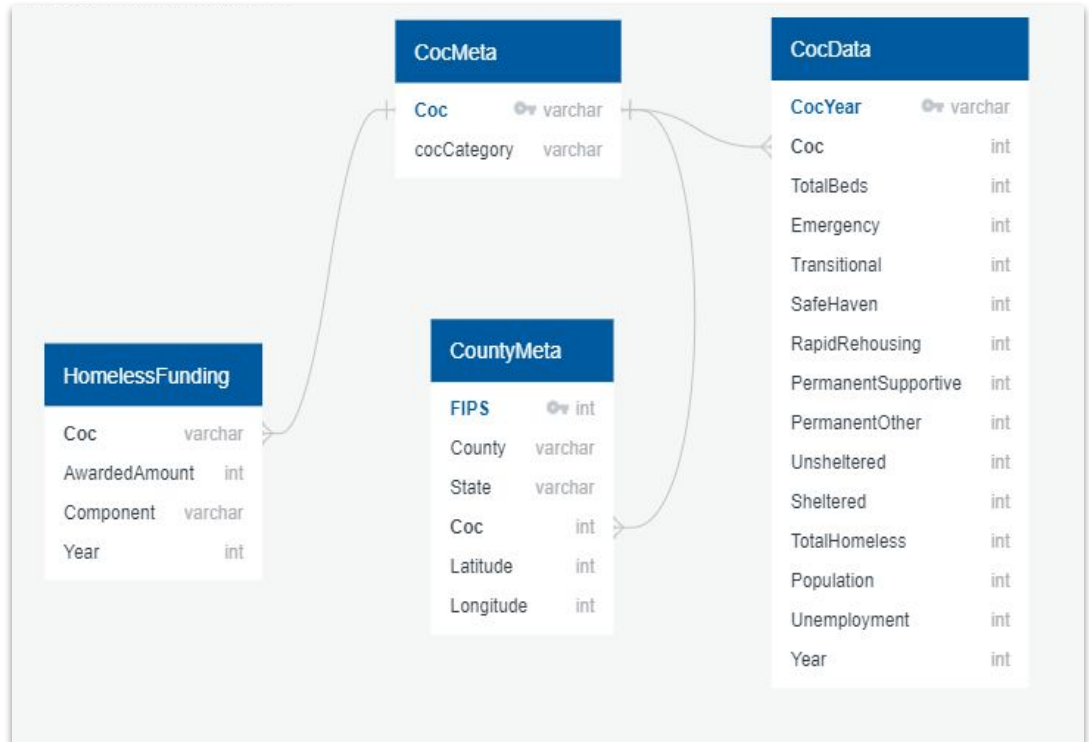 CocMeta
Coc varchar
cocCategory varchar
CocData
CocYear varchar
Coc int
TotalBeds int
Emergency int
Transitional int
SafeHaven int
RapidRehousing int
PermanentSupportive int
PermanentOther int
Unsheltered int
Sheltered int
TotalHomeless int
Population int
Unemployment int
Year int
HomelessFunding
Coc varchar
AwardedAmount int
Component varchar
Year int
CountyMeta
FIPS int
County varchar
State varchar
Coc int
Latitude int
Longitude int